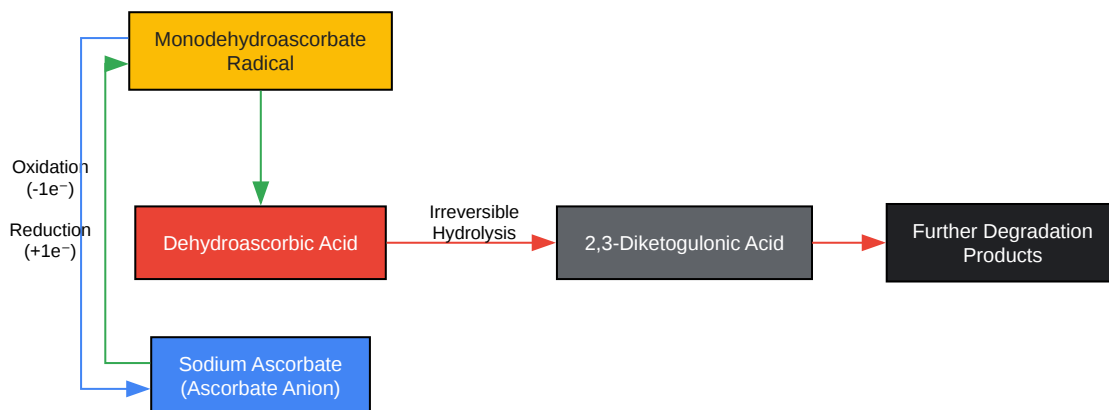 Monodehydroascorbate
Radical
Oxidation
(-1e⁻)
Reduction
(+1e⁻)
Dehydroascorbic Acid
Irreversible
Hydrolysis
2,3-Diketogulonic Acid
Further Degradation
Products
Sodium Ascorbate
(Ascorbate Anion)